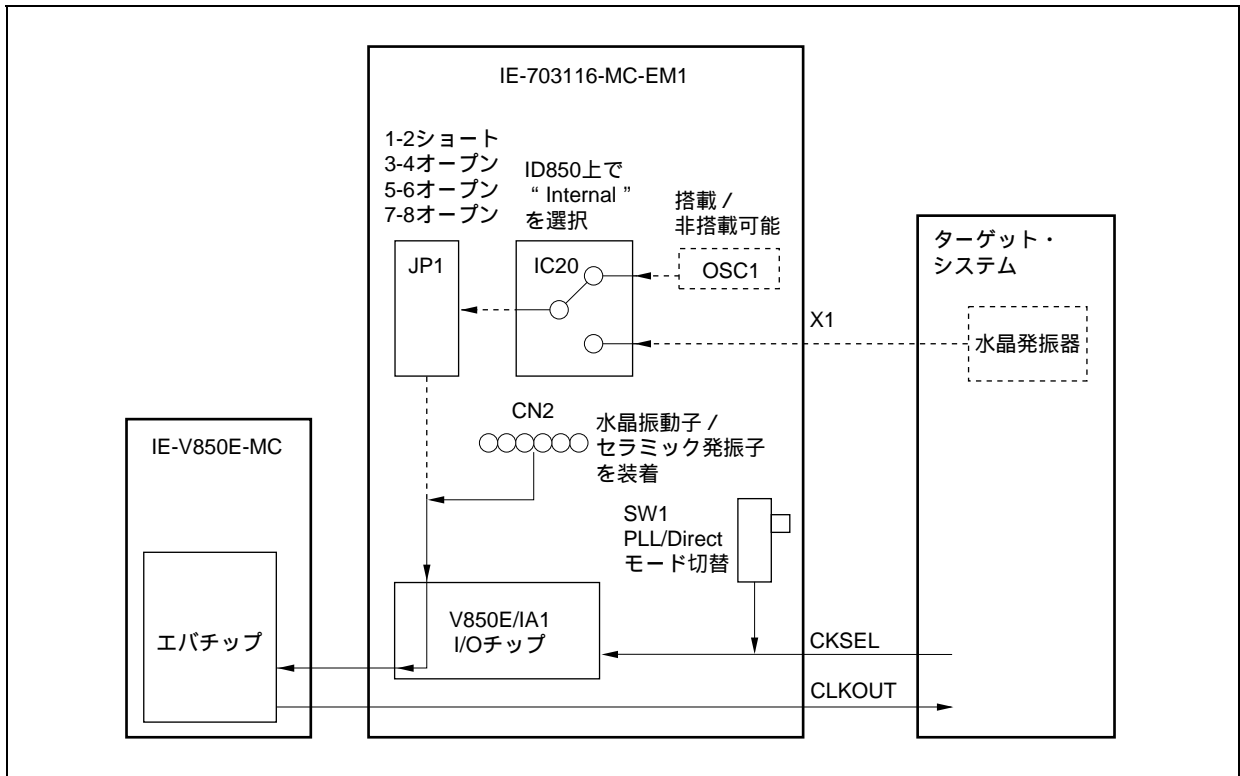 IE-703116-MC-EM1
1-2ショート
3-4オープン
5-6オープン
7-8オープン
ID850上で
“ Internal ”
を選択
搭載 /
非搭載可能
JP1
IC20
OSC1
ターゲット・
システム
X1
水晶発振器
IE-V850E-MC
CN2
水晶振動子 /
セラミック発振子
を装着
SW1
PLL/Direct
モード切替
エバチップ
V850E/IA1
I/Oチップ
CKSEL
CLKOUT